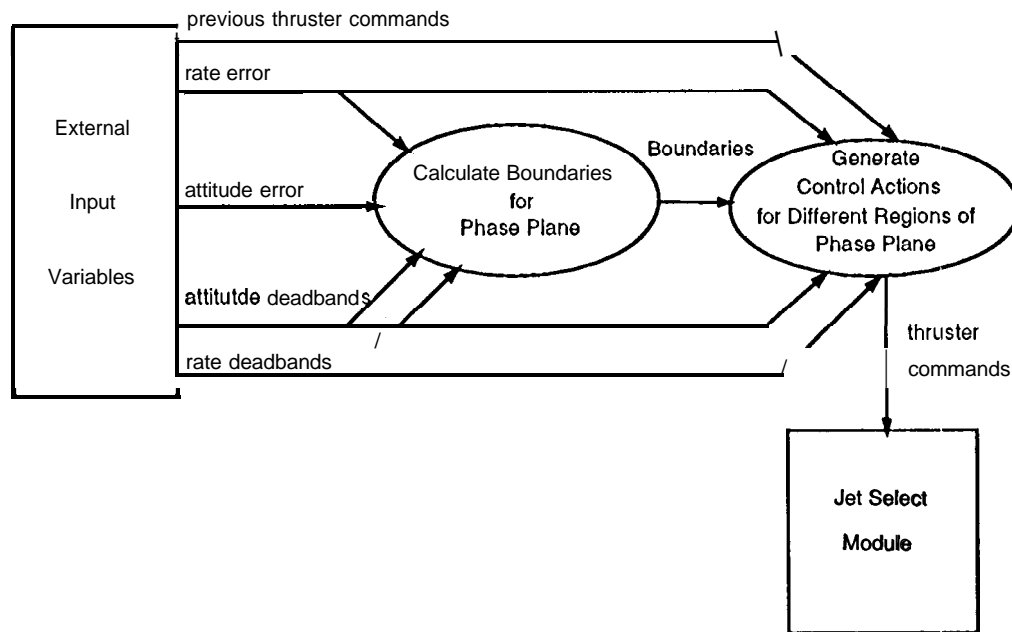 previous thruster commands
rate error
External
Input
Variables
attitude error
attitutde deadbands
rate deadbands
Calculate Boundaries
for
Phase Plane
Boundaries
Generate
Control Actions
for Different Regions of
Phase Plane
thruster
commands
Jet Select
Module